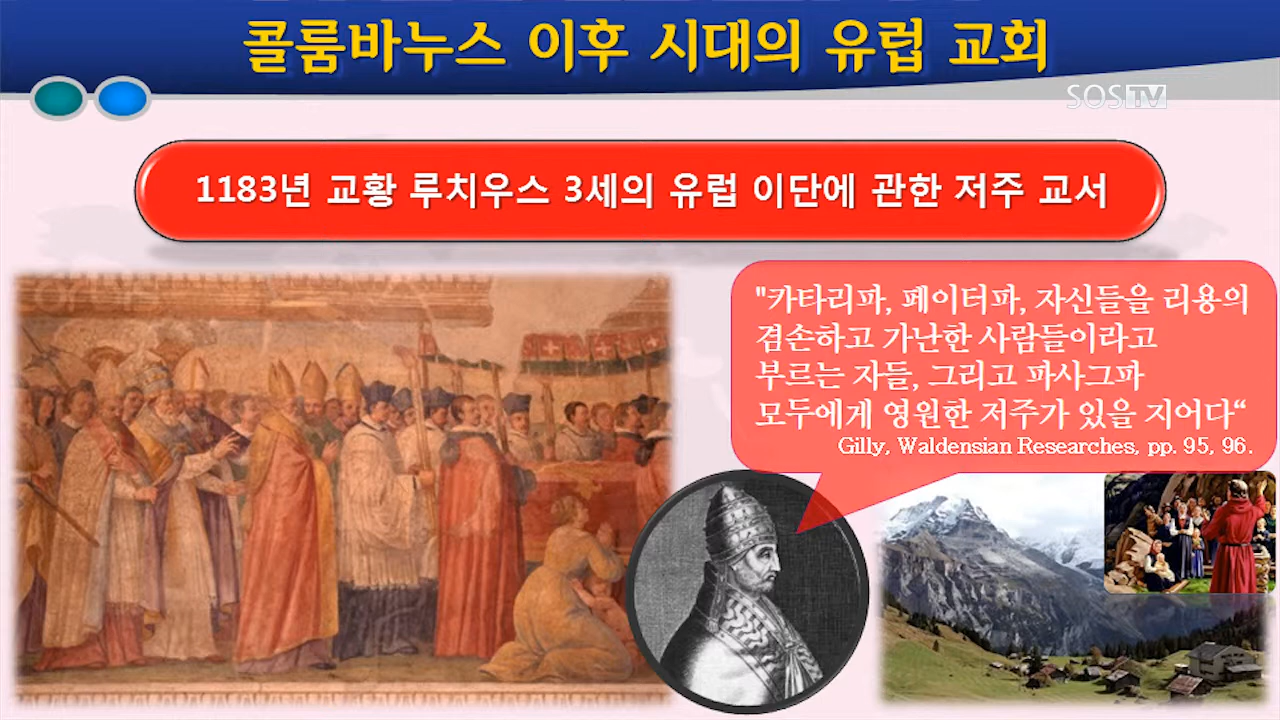 콜룸바누스 이후 시대의 유럽 교회
SOSTV
1183년 교황 루치우스 3세의 유럽 이단에 관한 저주 교서
"카타리파, 페이터파, 자신들을 리용의
겸손하고 가난한 사람들이라고
부르는 자들, 그리고 파사그파
모두에게 영원한 저주가 있을 지어다“
Gilly, Waldensian Researches, pp. 95, 96.